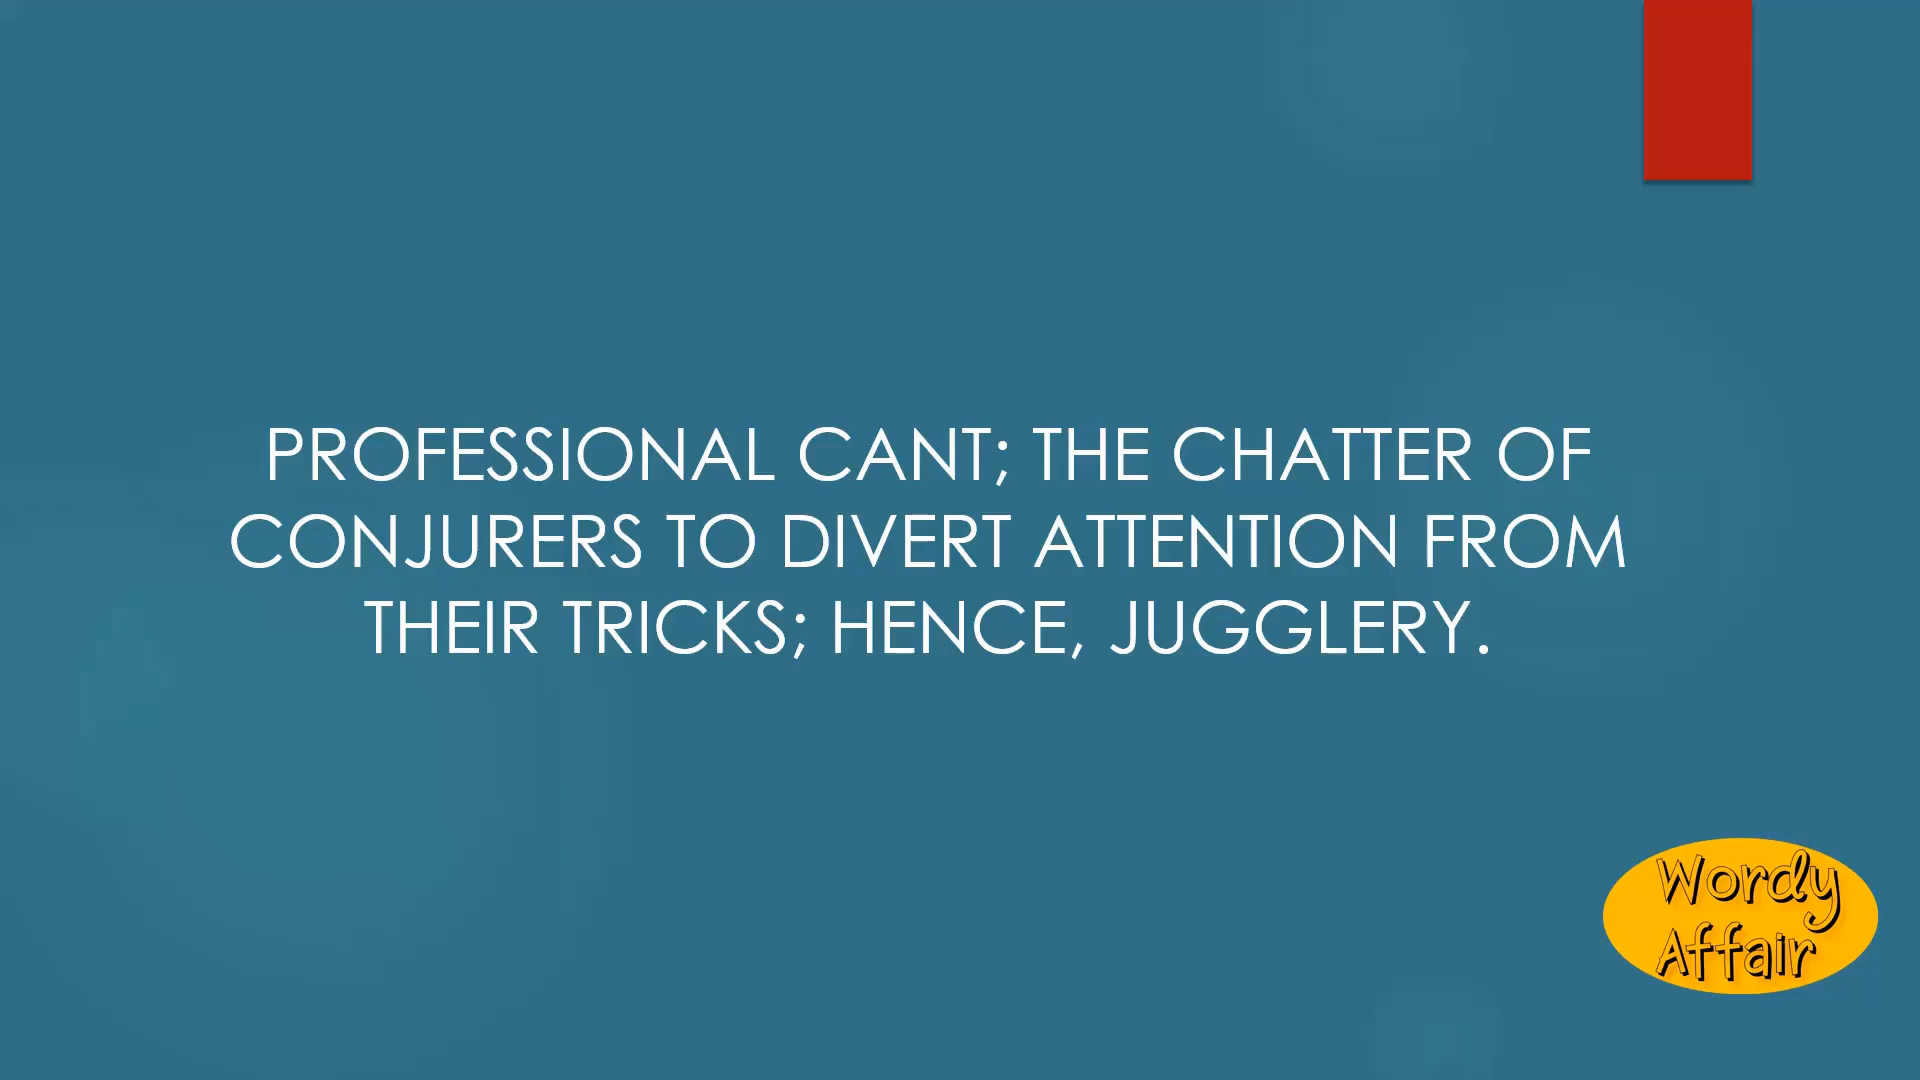 PROFESSIONAL CANT; THE CHATTER OF
CONJURERS TO DIVERT ATTENTION FROM
THEIR TRICKS; HENCE, JUGGLERY.
Wordy
Affair